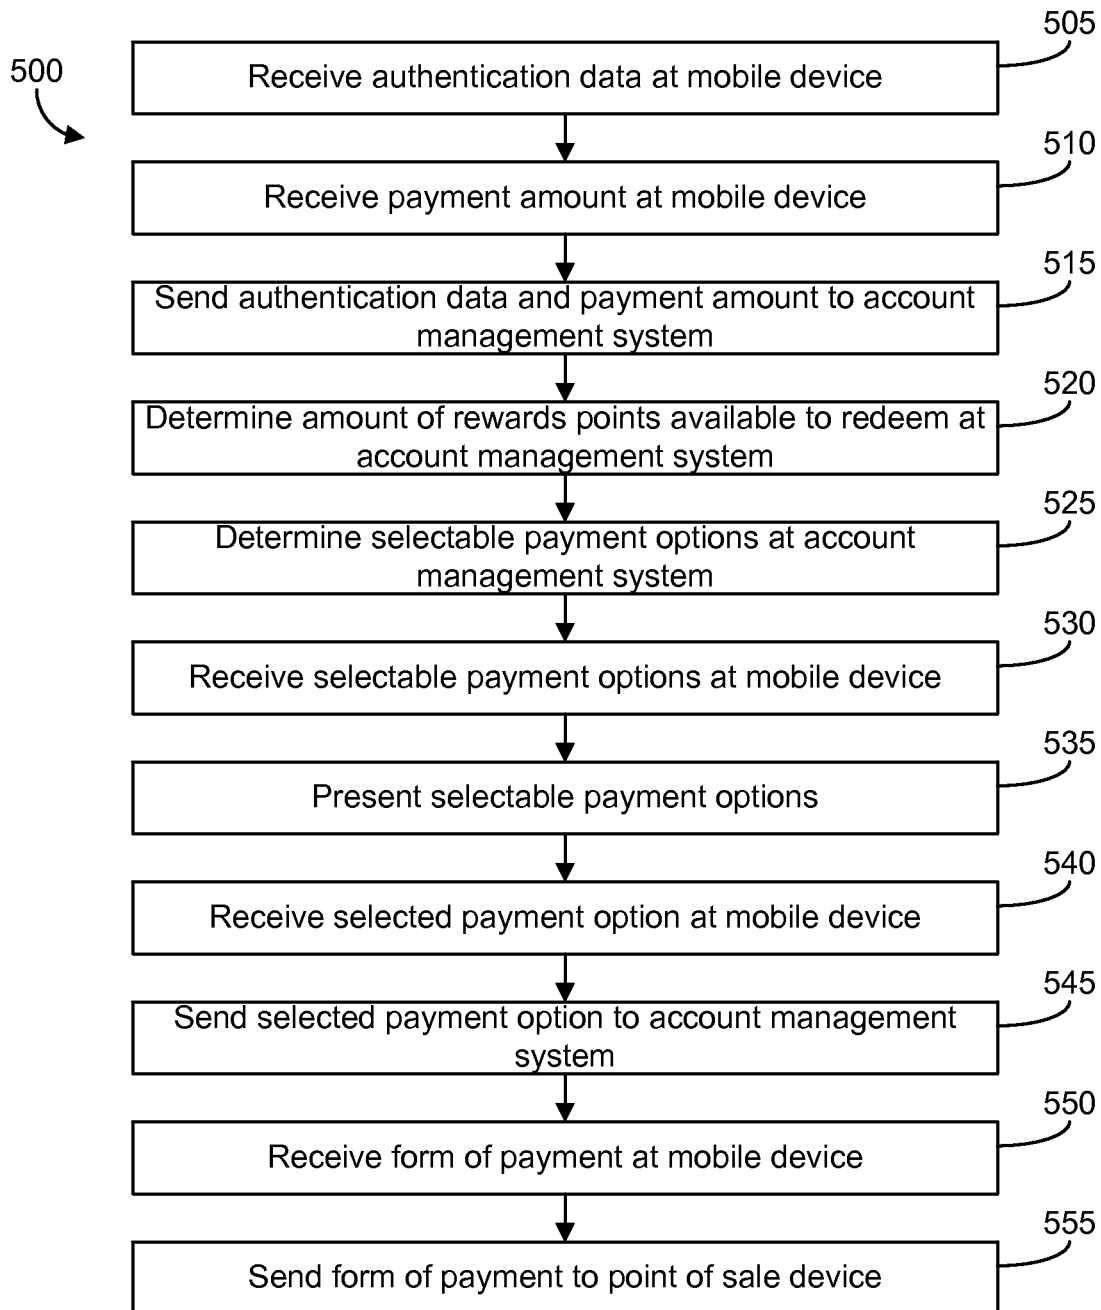 505
500
Receive authentication data at mobile device
510
Receive payment amount at mobile device
515
Send authentication data and payment amount to account
management system
520
Determine amount of rewards points available to redeem at
account management system
525
Determine selectable payment options at account
management system
530
Receive selectable payment options at mobile device
535
Present selectable payment options
540
Receive selected payment option at mobile device
545
Send selected payment option to account management
system
550
Receive form of payment at mobile device
555
Send form of payment to point of sale device